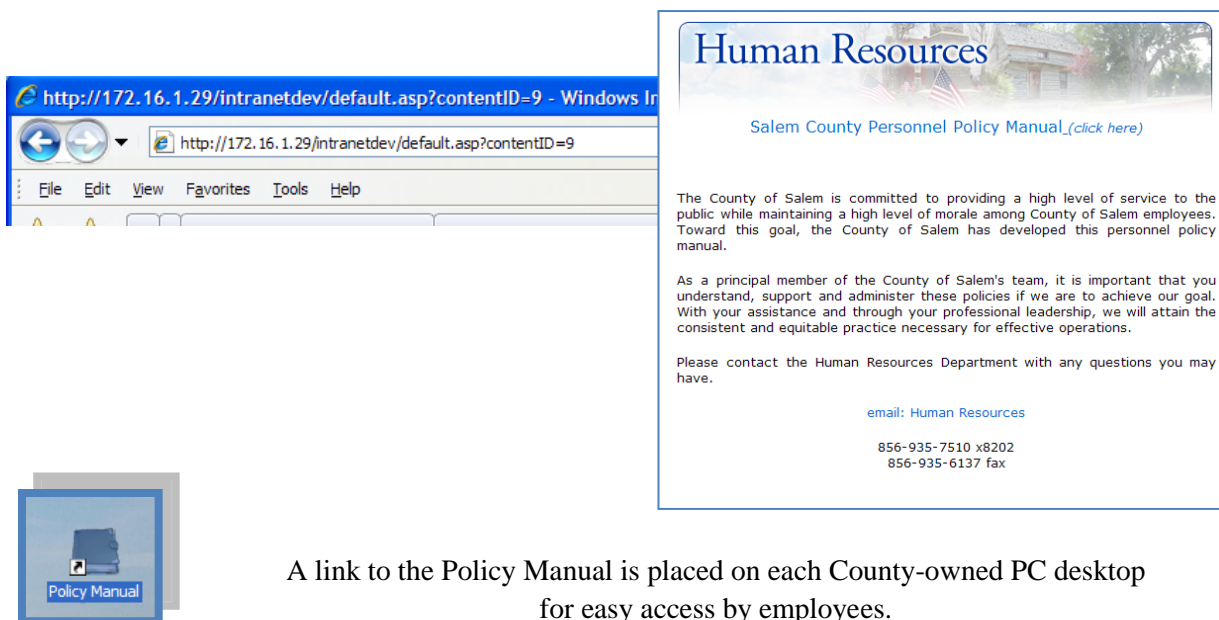 http://172.16.1.29/intranetdev/default.asp?contentID=9 - Windows In
http://172.16.1.29/intranetdev/default.asp?contentID=9
File Edit View Favorites Tools Help
Human Resources
Salem County Personnel Policy Manual (click here)
The County of Salem is committed to providing a high level of service to the
public while maintaining a high level of morale among County of Salem employees.
Toward this goal, the County of Salem has developed this personnel policy
manual.
As a principal member of the County of Salem's team, it is important that you
understand, support and administer these policies if we are to achieve our goal.
With your assistance and through your professional leadership, we will attain the
consistent and equitable practice necessary for effective operations.
Please contact the Human Resources Department with any questions you may
have.
email: Human Resources
856-935-7510 x8202
856-935-6137 fax
Policy Manual
A link to the Policy Manual is placed on each County-owned PC desktop
for easy access by employees.